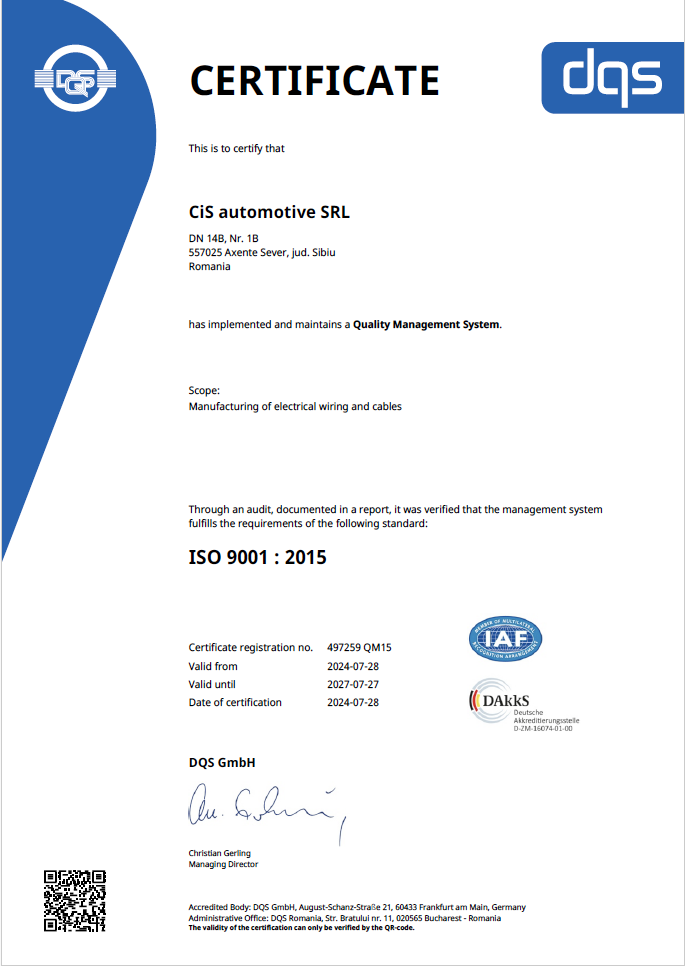 DQS
CERTIFICATE
dqs
This is to certify that
CiS automotive SRL
DN 14B, Nr. 1B
557025 Axente Sever, jud. Sibiu
Romania
has implemented and maintains a Quality Management System.
Scope:
Manufacturing of electrical wiring and cables
Through an audit, documented in a report, it was verified that the management system
fulfills the requirements of the following standard:
ISO 9001 : 2015
MEMBER OF MULTILATERAL
IAF
RECOGNITION ARRANGEMENT
Certificate registration no. 497259 QM15
Valid from 2024-07-28
Valid until 2027-07-27
Date of certification 2024-07-28
DAkkS
Deutsche
Akkreditierungsstelle
D-ZM-16074-01-00
DQS GmbH
Christian Gerling
Managing Director
Accredited Body: DQS GmbH, August-Schanz-Straße 21, 60433 Frankfurt am Main, Germany
Administrative Office: DQS Romania, Str. Bratului nr. 11, 020565 Bucharest - Romania
The validity of the certification can only be verified by the QR-code.